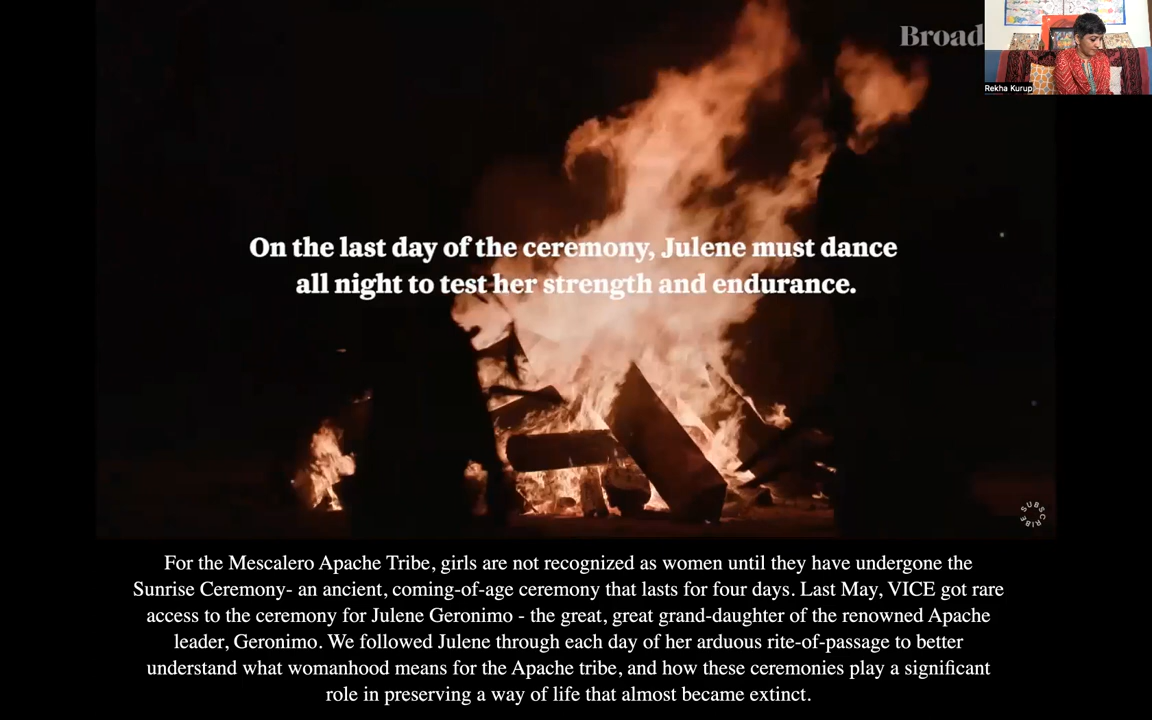 Broad
Rekha Kurup
On the last day of the ceremony, Julene must dance
all night to test her strength and endurance.
SUBSCRIBE
For the Mescalero Apache Tribe, girls are not recognized as women until they have undergone the
Sunrise Ceremony- an ancient, coming-of-age ceremony that lasts for four days. Last May, VICE got rare
access to the ceremony for Julene Geronimo - the great, great grand-daughter of the renowned Apache
leader, Geronimo. We followed Julene through each day of her arduous rite-of-passage to better
understand what womanhood means for the Apache tribe, and how these ceremonies play a significant
role in preserving a way of life that almost became extinct.